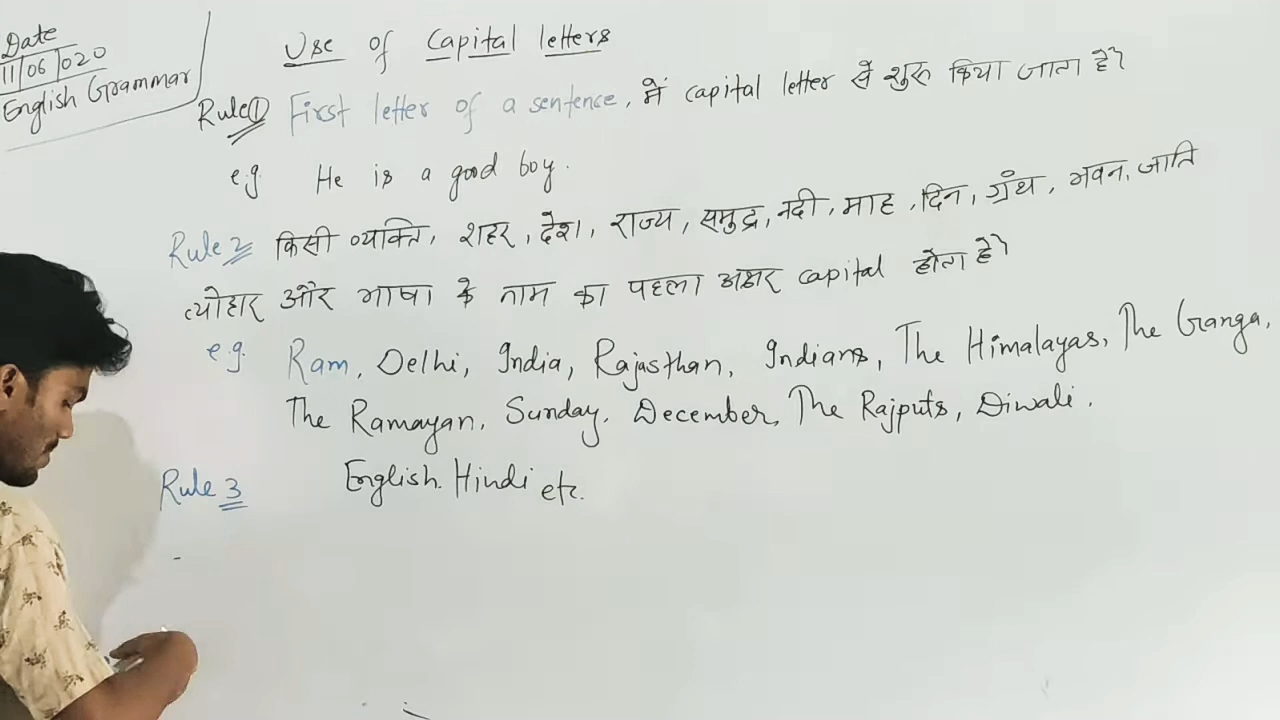 Date
11/06/020
English Grammar
Use of Capital letters
Rule① First letter of a sentence, में capital letter से शुरू किया जाता है।
e.g He is a good boy.
Rule 2 किसी व्यक्ति, शहर, देश, राज्य, समुद्र, नदी, माह, दिन, ग्रंथ, भवन, जाति
त्योहार और भाषा के नाम का पहला अक्षर capital होता है।
e.g. Ram, Delhi, India, Rajasthan, Indians, The Himalayas, The Ganga,
The Ramayan, Sunday, December, The Rajputs, Diwali.
English. Hindi etc.
Rule 3